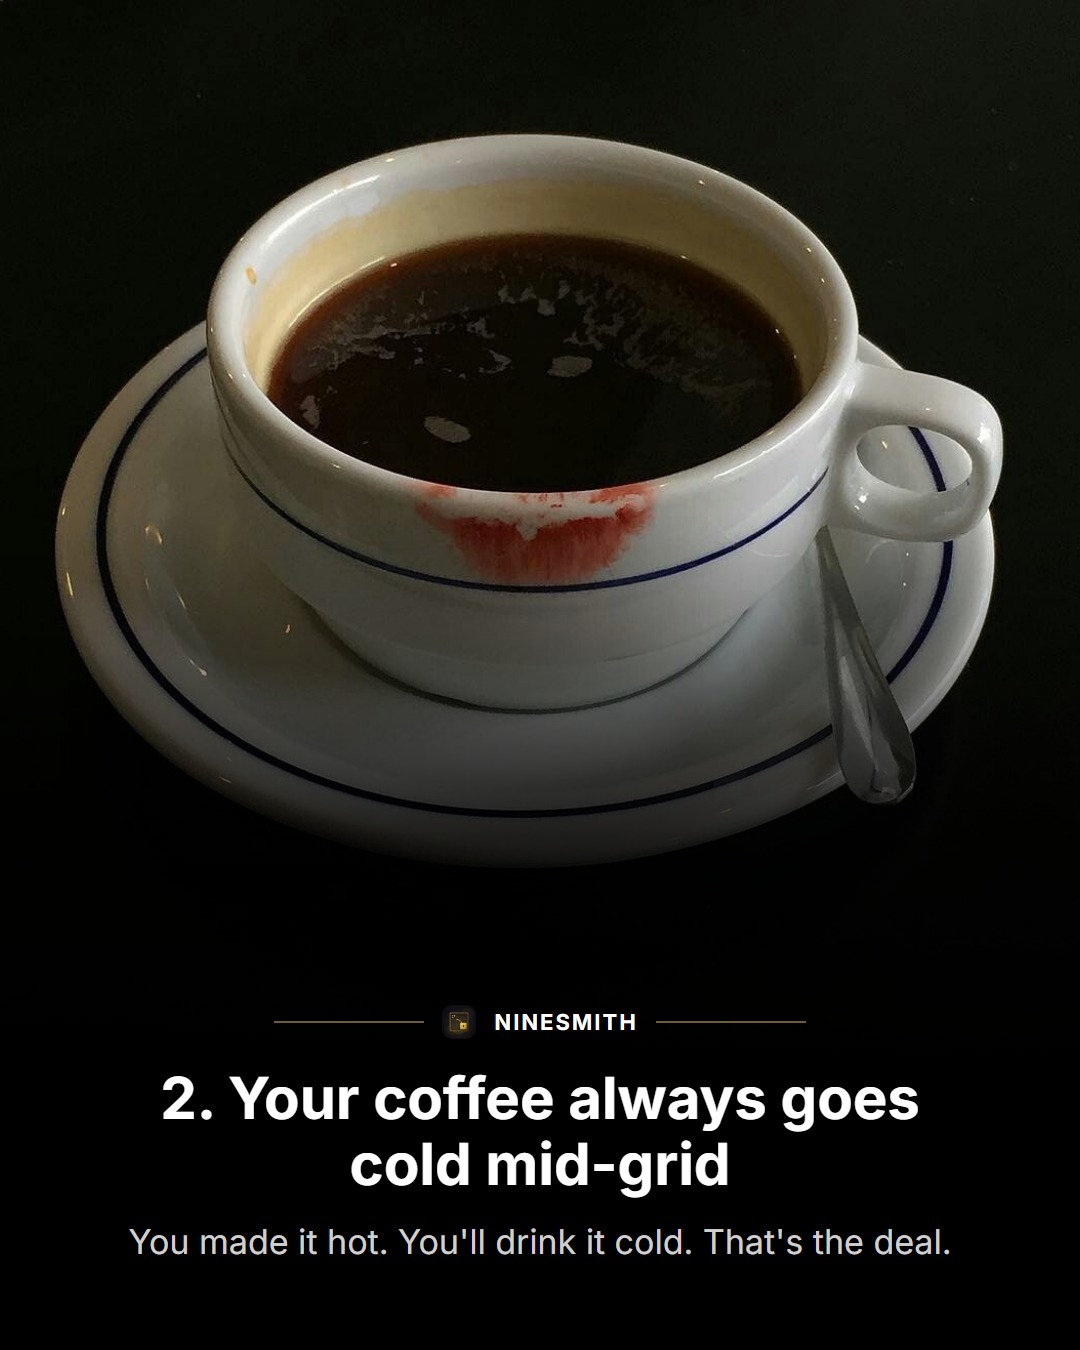 NINESMITH
2. Your coffee always goes
cold mid-grid
You made it hot. You'll drink it cold. That's the deal.